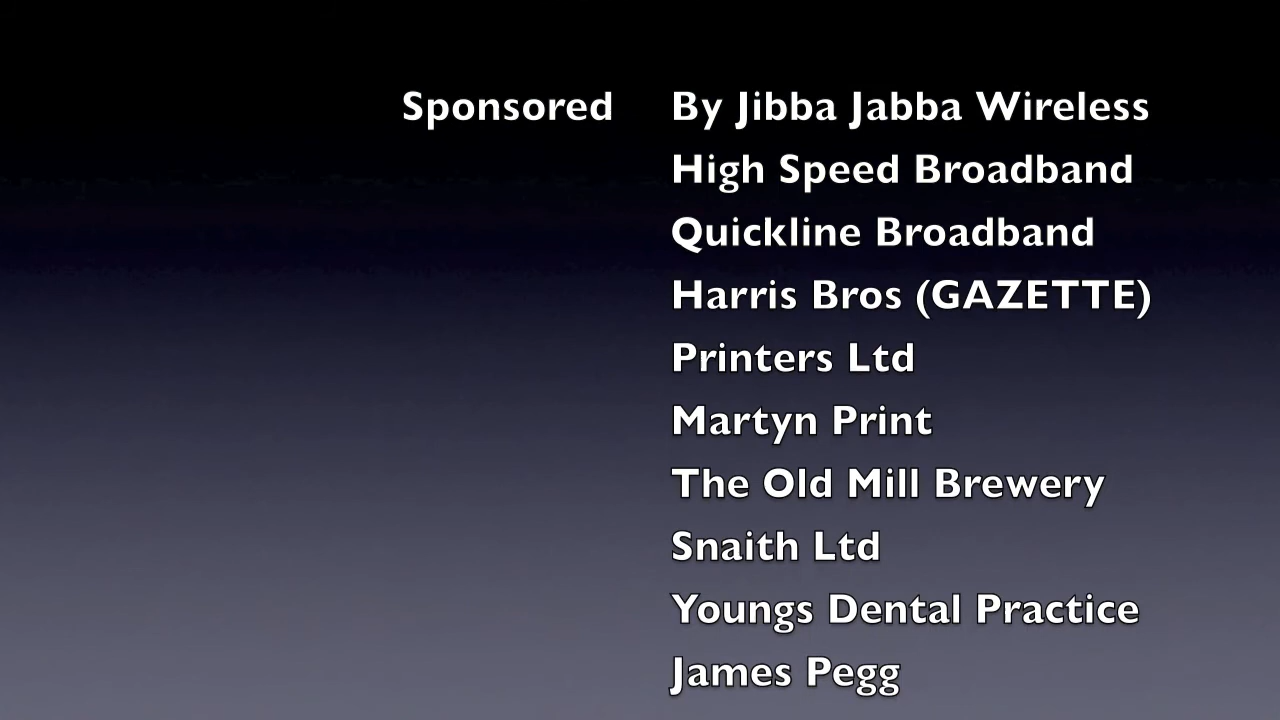 Sponsored By Jibba Jabba Wireless
High Speed Broadband
Quickline Broadband
Harris Bros (GAZETTE)
Printers Ltd
Martyn Print
The Old Mill Brewery
Snaith Ltd
Youngs Dental Practice
James Pegg